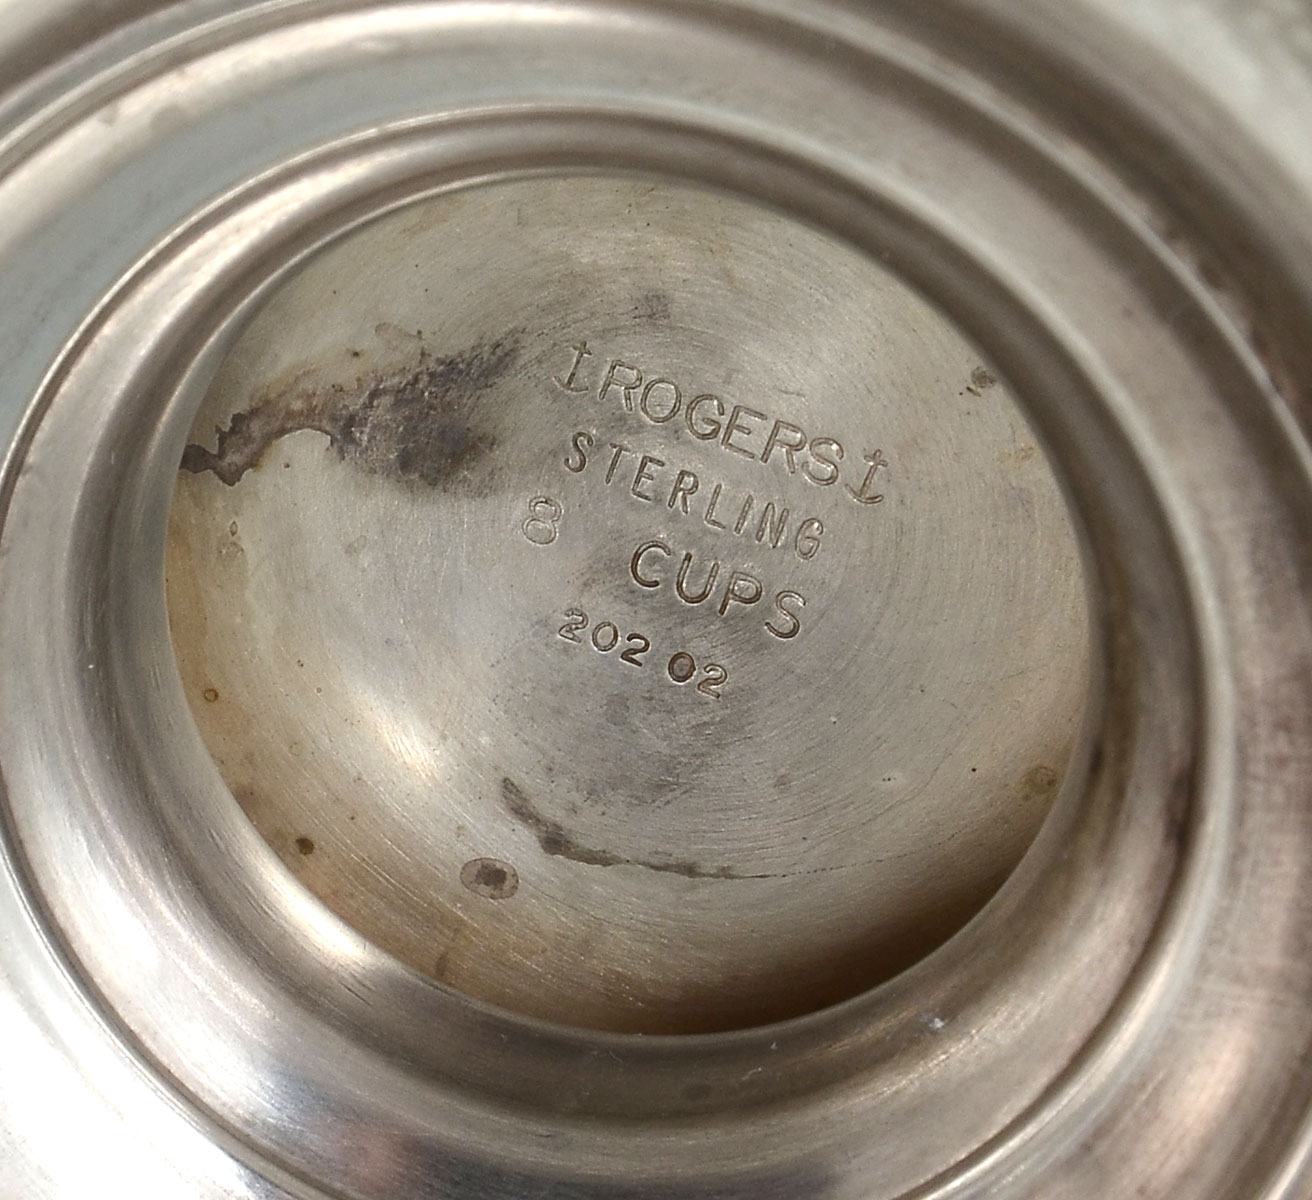 ⚓ROGERS⚓
STERLING
8 CUPS
202 02